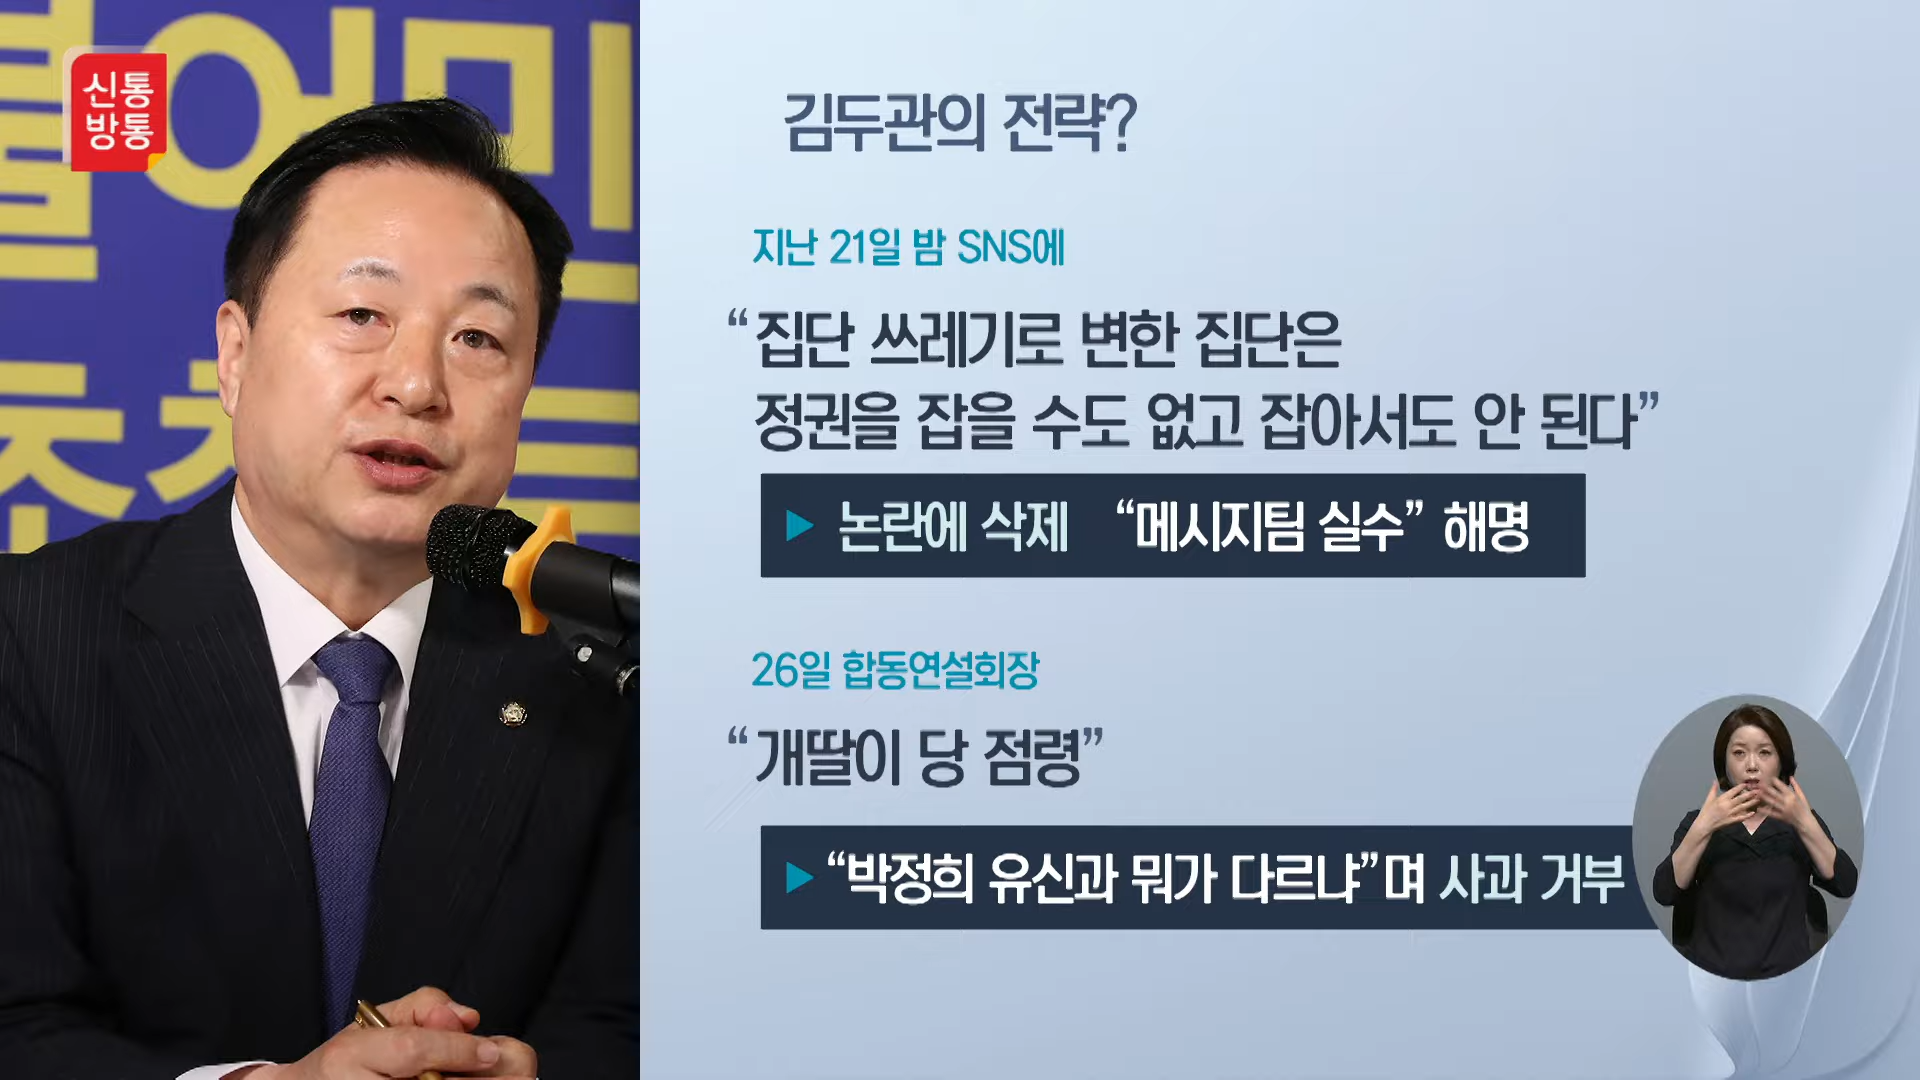 신통
방통
불어민
김두관의 전략?
지난 21일 밤 SNS에
“집단 쓰레기로 변한 집단은
정권을 잡을 수도 없고 잡아서도 안 된다”
▶ 논란에 삭제 “메시지팀 실수” 해명
26일 합동연설회장
“개딸이 당 점령”
▶ “박정희 유신과 뭐가 다르냐”며 사과 거부